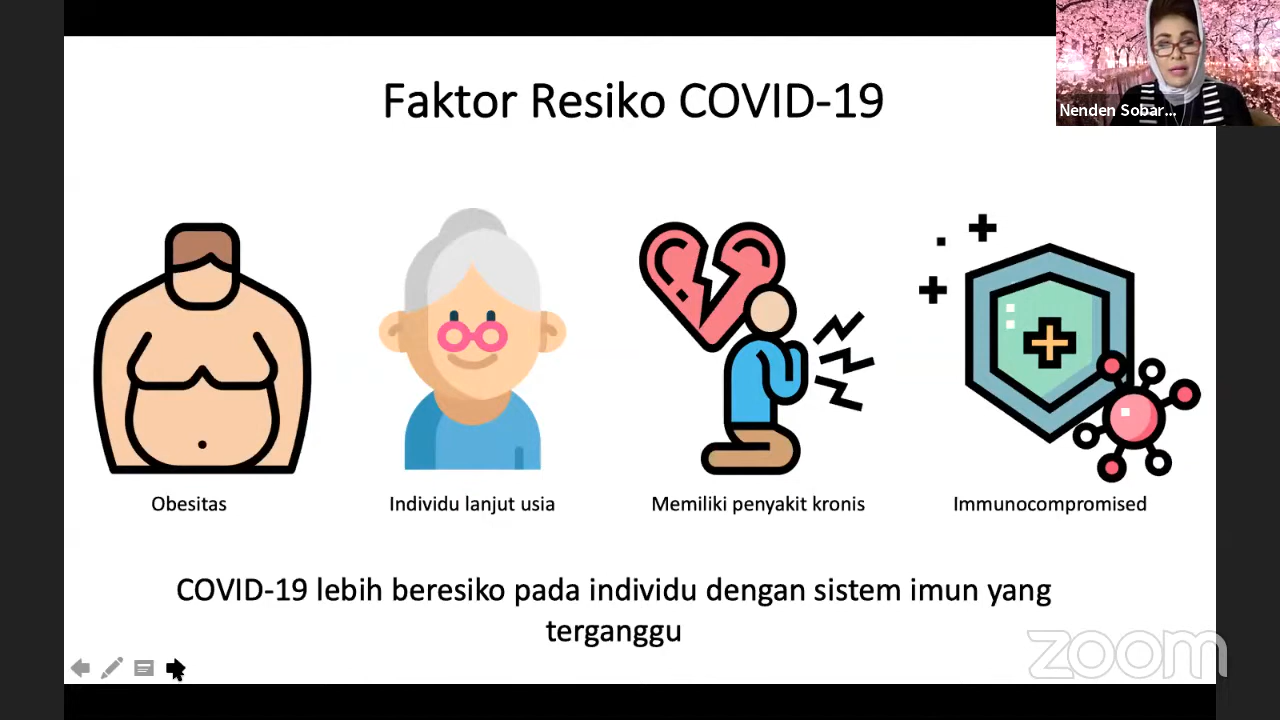 Faktor Resiko COVID-19
Nenden Sobar...
Obesitas
Individu lanjut usia
Memiliki penyakit kronis
Immunocompromised
COVID-19 lebih beresiko pada individu dengan sistem imun yang
terganggu
zoom